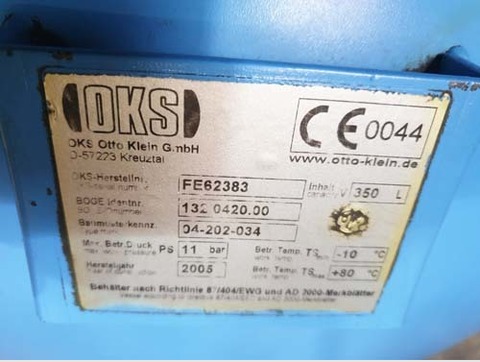 OKS
OKS Otto Klein GmbH
D-57223 Kreuztal
CE 0044
www.otto-klein.de
OKS-Herstellnr. FE62383 Inhalt V 350 L
BOGE Identnr. 132 0420.00
Baumusterkennz. 04-202-034
Max. Betr.Druck PS 11 bar Betr. Temp. TS -10 °C
Herstelljahr 2005 Betr. Temp. TS +80 °C
Behälter nach Richtlinie 87/404/EWG und AD 2000-Merkblätter